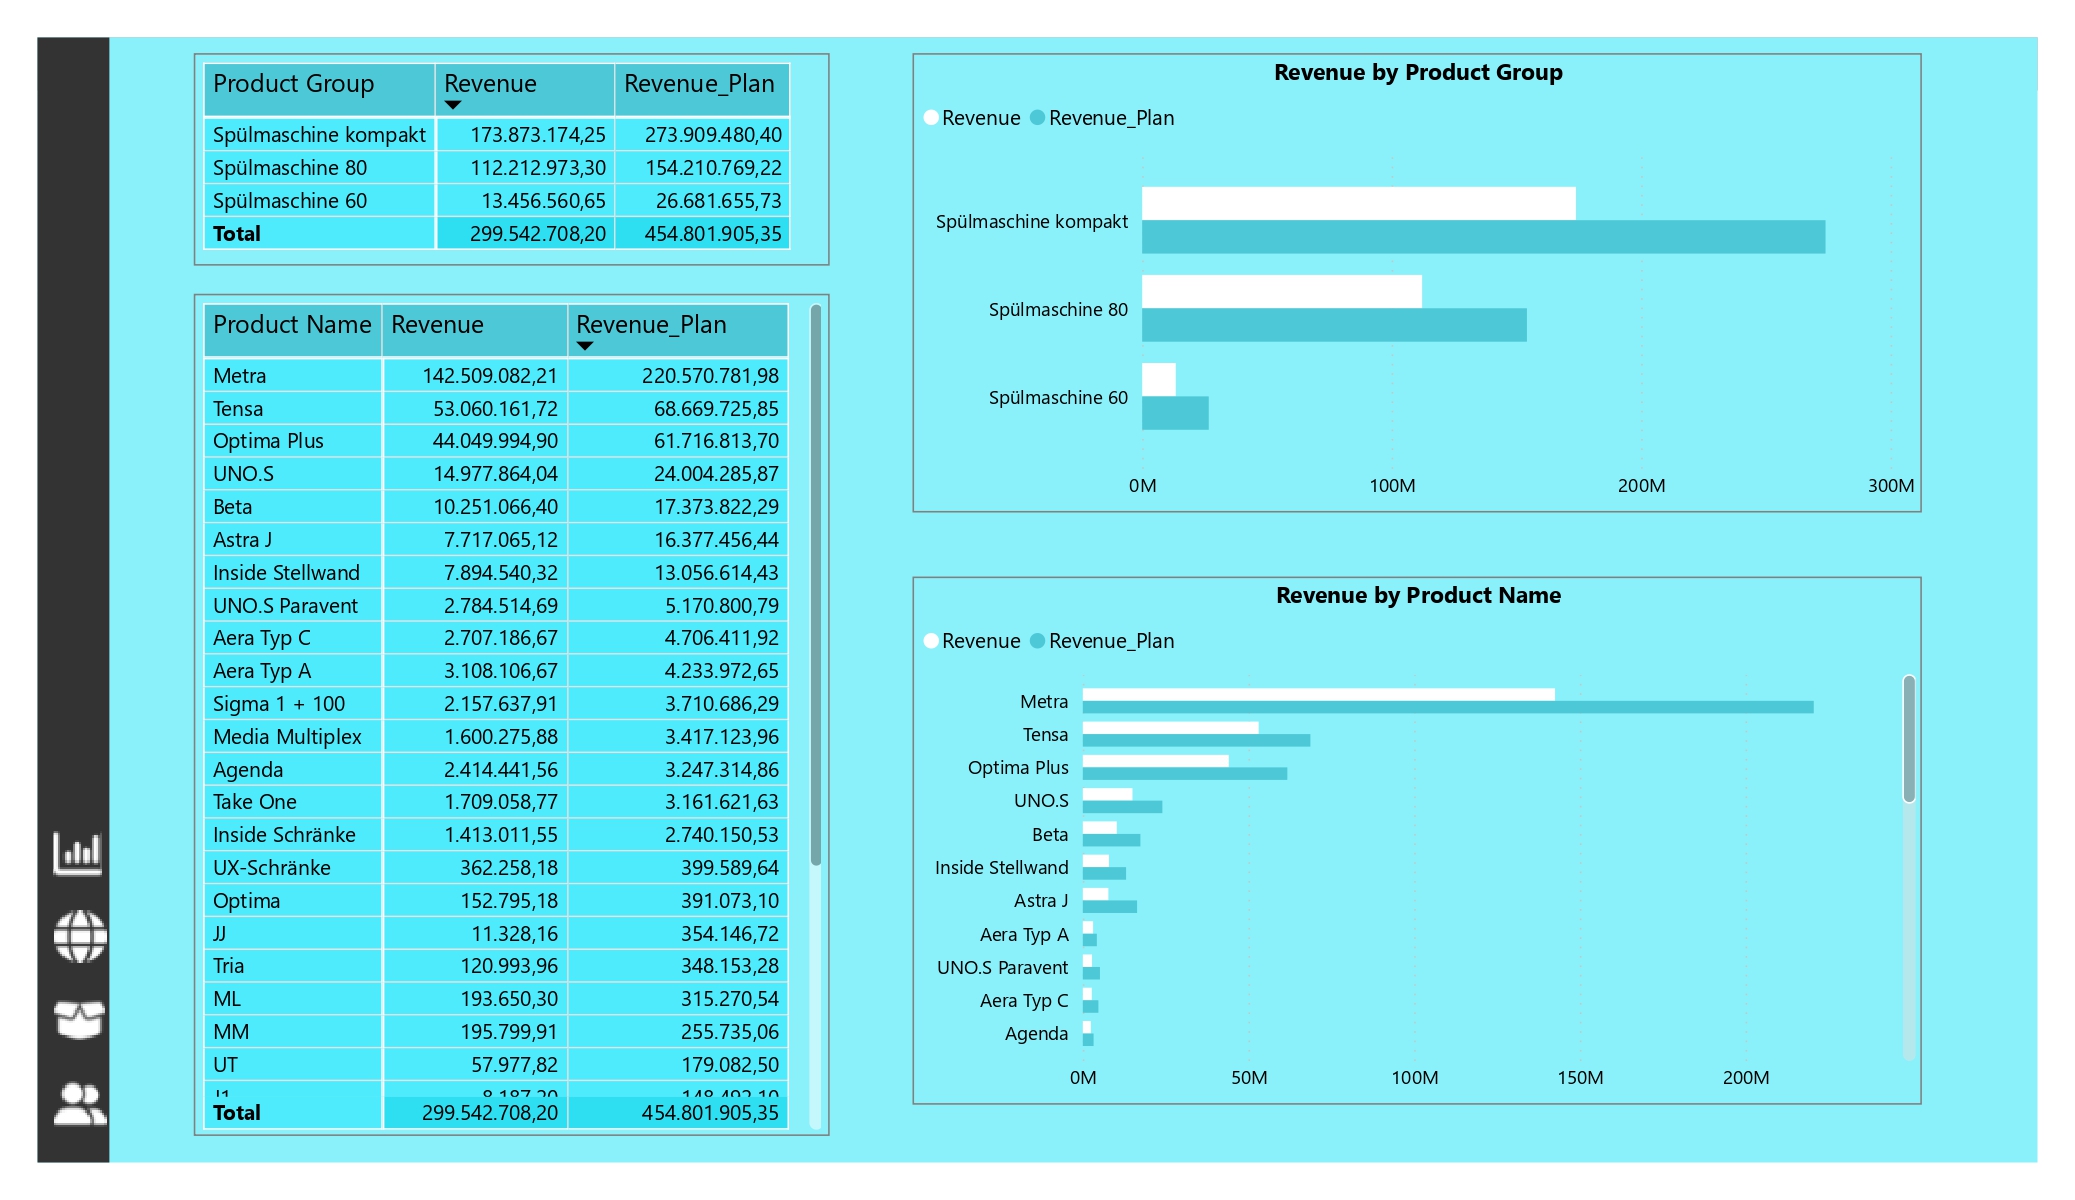 Product Group Revenue Revenue_Plan
Spülmaschine kompakt 173.873.174,25 273.909.480,40
Spülmaschine 80 112.212.973,30 154.210.769,22
Spülmaschine 60 13.456.560,65 26.681.655,73
Total 299.542.708,20 454.801.905,35
Product Name Revenue Revenue_Plan
Metra 142.509.082,21 220.570.781,98
Tensa 53.060.161,72 68.669.725,85
Optima Plus 44.049.994,90 61.716.813,70
UNO.S 14.977.864,04 24.004.285,87
Beta 10.251.066,40 17.373.822,29
Astra J 7.717.065,12 16.377.456,44
Inside Stellwand 7.894.540,32 13.056.614,43
UNO.S Paravent 2.784.514,69 5.170.800,79
Aera Typ C 2.707.186,67 4.706.411,92
Aera Typ A 3.108.106,67 4.233.972,65
Sigma 1 + 100 2.157.637,91 3.710.686,29
Media Multiplex 1.600.275,88 3.417.123,96
Agenda 2.414.441,56 3.247.314,86
Take One 1.709.058,77 3.161.621,63
Inside Schränke 1.413.011,55 2.740.150,53
UX-Schränke 362.258,18 399.589,64
Optima 152.795,18 391.073,10
JJ 11.328,16 354.146,72
Tria 120.993,96 348.153,28
ML 193.650,30 315.270,54
MM 195.799,91 255.735,06
UT 57.977,82 179.082,50
Total 299.542.708,20 454.801.905,35
Revenue by Product Group
Revenue Revenue_Plan
Spülmaschine kompakt
Spülmaschine 80
Spülmaschine 60
0M 100M 200M 300M
Revenue by Product Name
Revenue Revenue_Plan
Metra
Tensa
Optima Plus
UNO.S
Beta
Inside Stellwand
Astra J
Aera Typ A
UNO.S Paravent
Aera Typ C
Agenda
0M 50M 100M 150M 200M